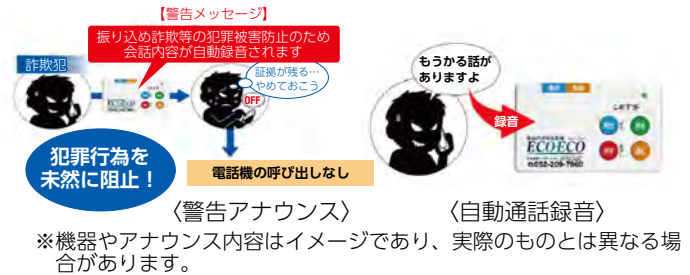 【警告メッセージ】
振り込め詐欺等の犯罪被害防止のため
会話内容が自動録音されます
詐欺犯
証拠が残る…
やめておこう
OFF
犯罪行為を
未然に阻止！
電話機の呼び出しなし
もうかる話が
ありますよ
録音
ECO・ECO
052-209-7560
〈警告アナウンス〉
〈自動通話録音〉
※機器やアナウンス内容はイメージであり、実際のものとは異なる場
合があります。